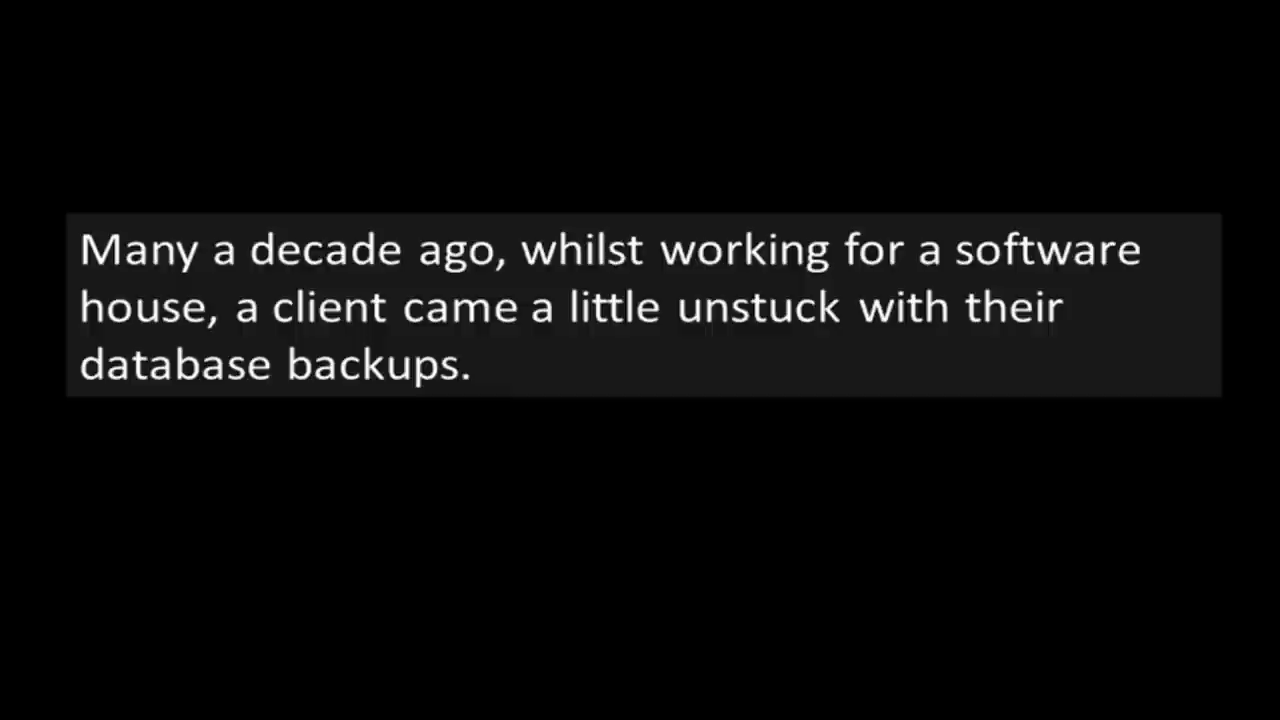 Many a decade ago, whilst working for a software
house, a client came a little unstuck with their
database backups.